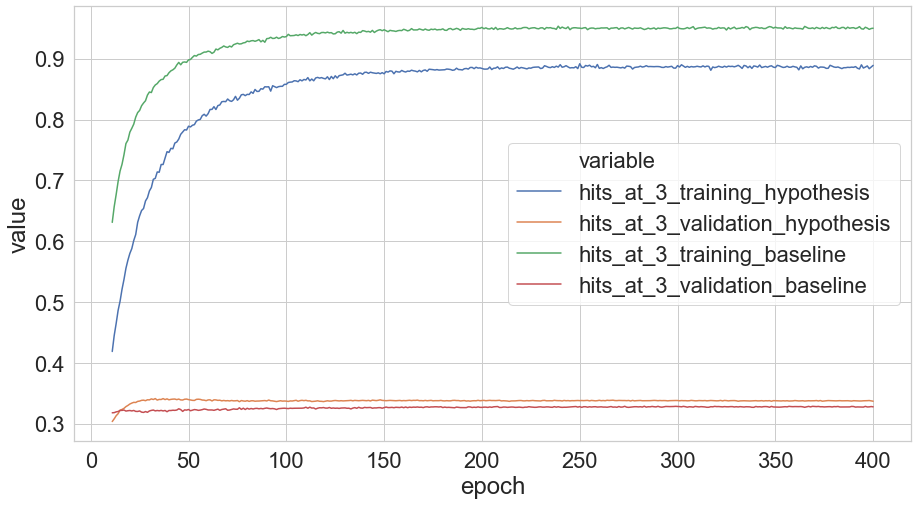 0.9
0.8
0.7
0.6
0.5
0.4
0.3
value
variable
hits_at_3_training_hypothesis
hits_at_3_validation_hypothesis
hits_at_3_training_baseline
hits_at_3_validation_baseline
0 50 100 150 200 250 300 350 400
epoch